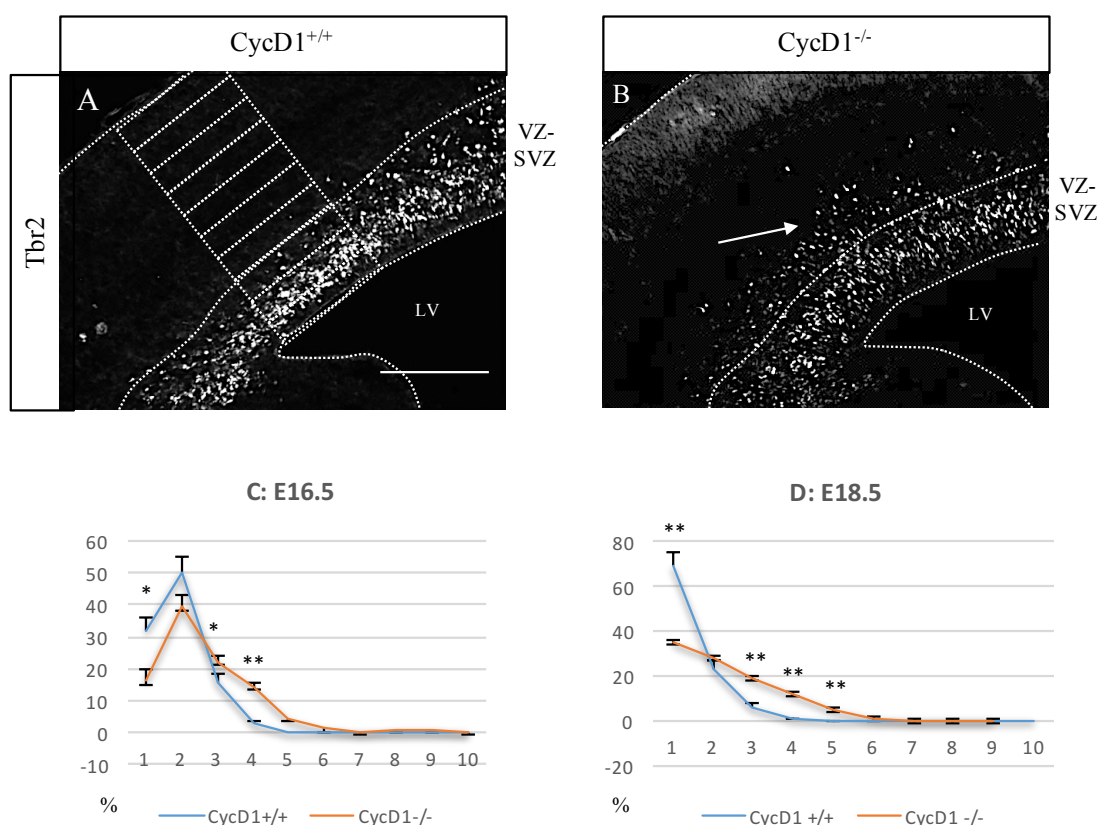 CycD1+/+ CycD1-/-
Tbr2
A B
VZ-
SVZ
VZ-
SVZ
LV LV
C: E16.5
60
50
40
30
20
10
0
-10
* * **
1 2 3 4 5 6 7 8 9 10
%
CycD1+/+ CycD1-/-
D: E18.5
80
60
40
20
0
-20
** ** ** **
1 2 3 4 5 6 7 8 9 10
%
CycD1 +/+ CycD1 -/-